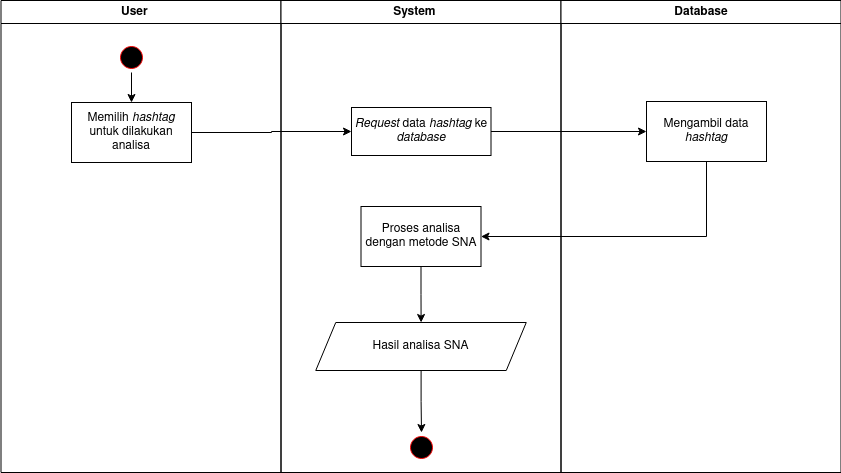 User
System
Database
Memilih hashtag
untuk dilakukan
analisa
Request data hashtag ke
database
Mengambil data
hashtag
Proses analisa
dengan metode SNA
Hasil analisa SNA